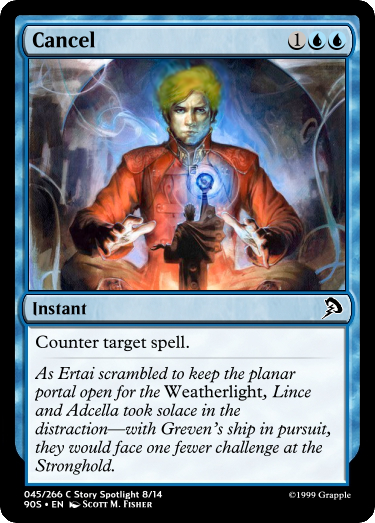 Cancel 1
Instant
Counter target spell.
As Ertai scrambled to keep the planar
portal open for the Weatherlight, Lince
and Adcella took solace in the
distraction—with Greven's ship in pursuit,
they would face one fewer challenge at the
Stronghold.
045/266 C Story Spotlight 8/14
90S • EN Scott M. Fisher
©1999 Grapple